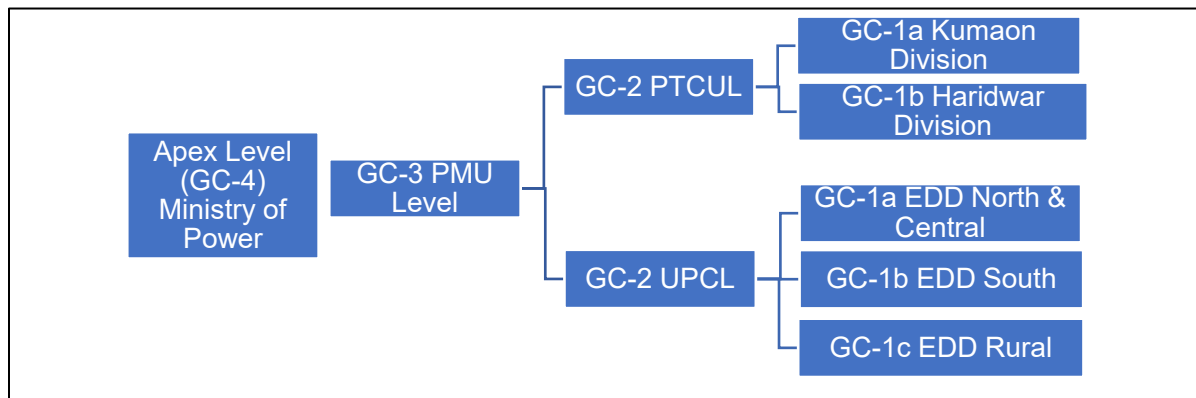 Apex Level
(GC-4)
Ministry of
Power
GC-3 PMU
Level
GC-2 PTCUL
GC-1a Kumaon
Division
GC-1b Haridwar
Division
GC-2 UPCL
GC-1a EDD North &
Central
GC-1b EDD South
GC-1c EDD Rural